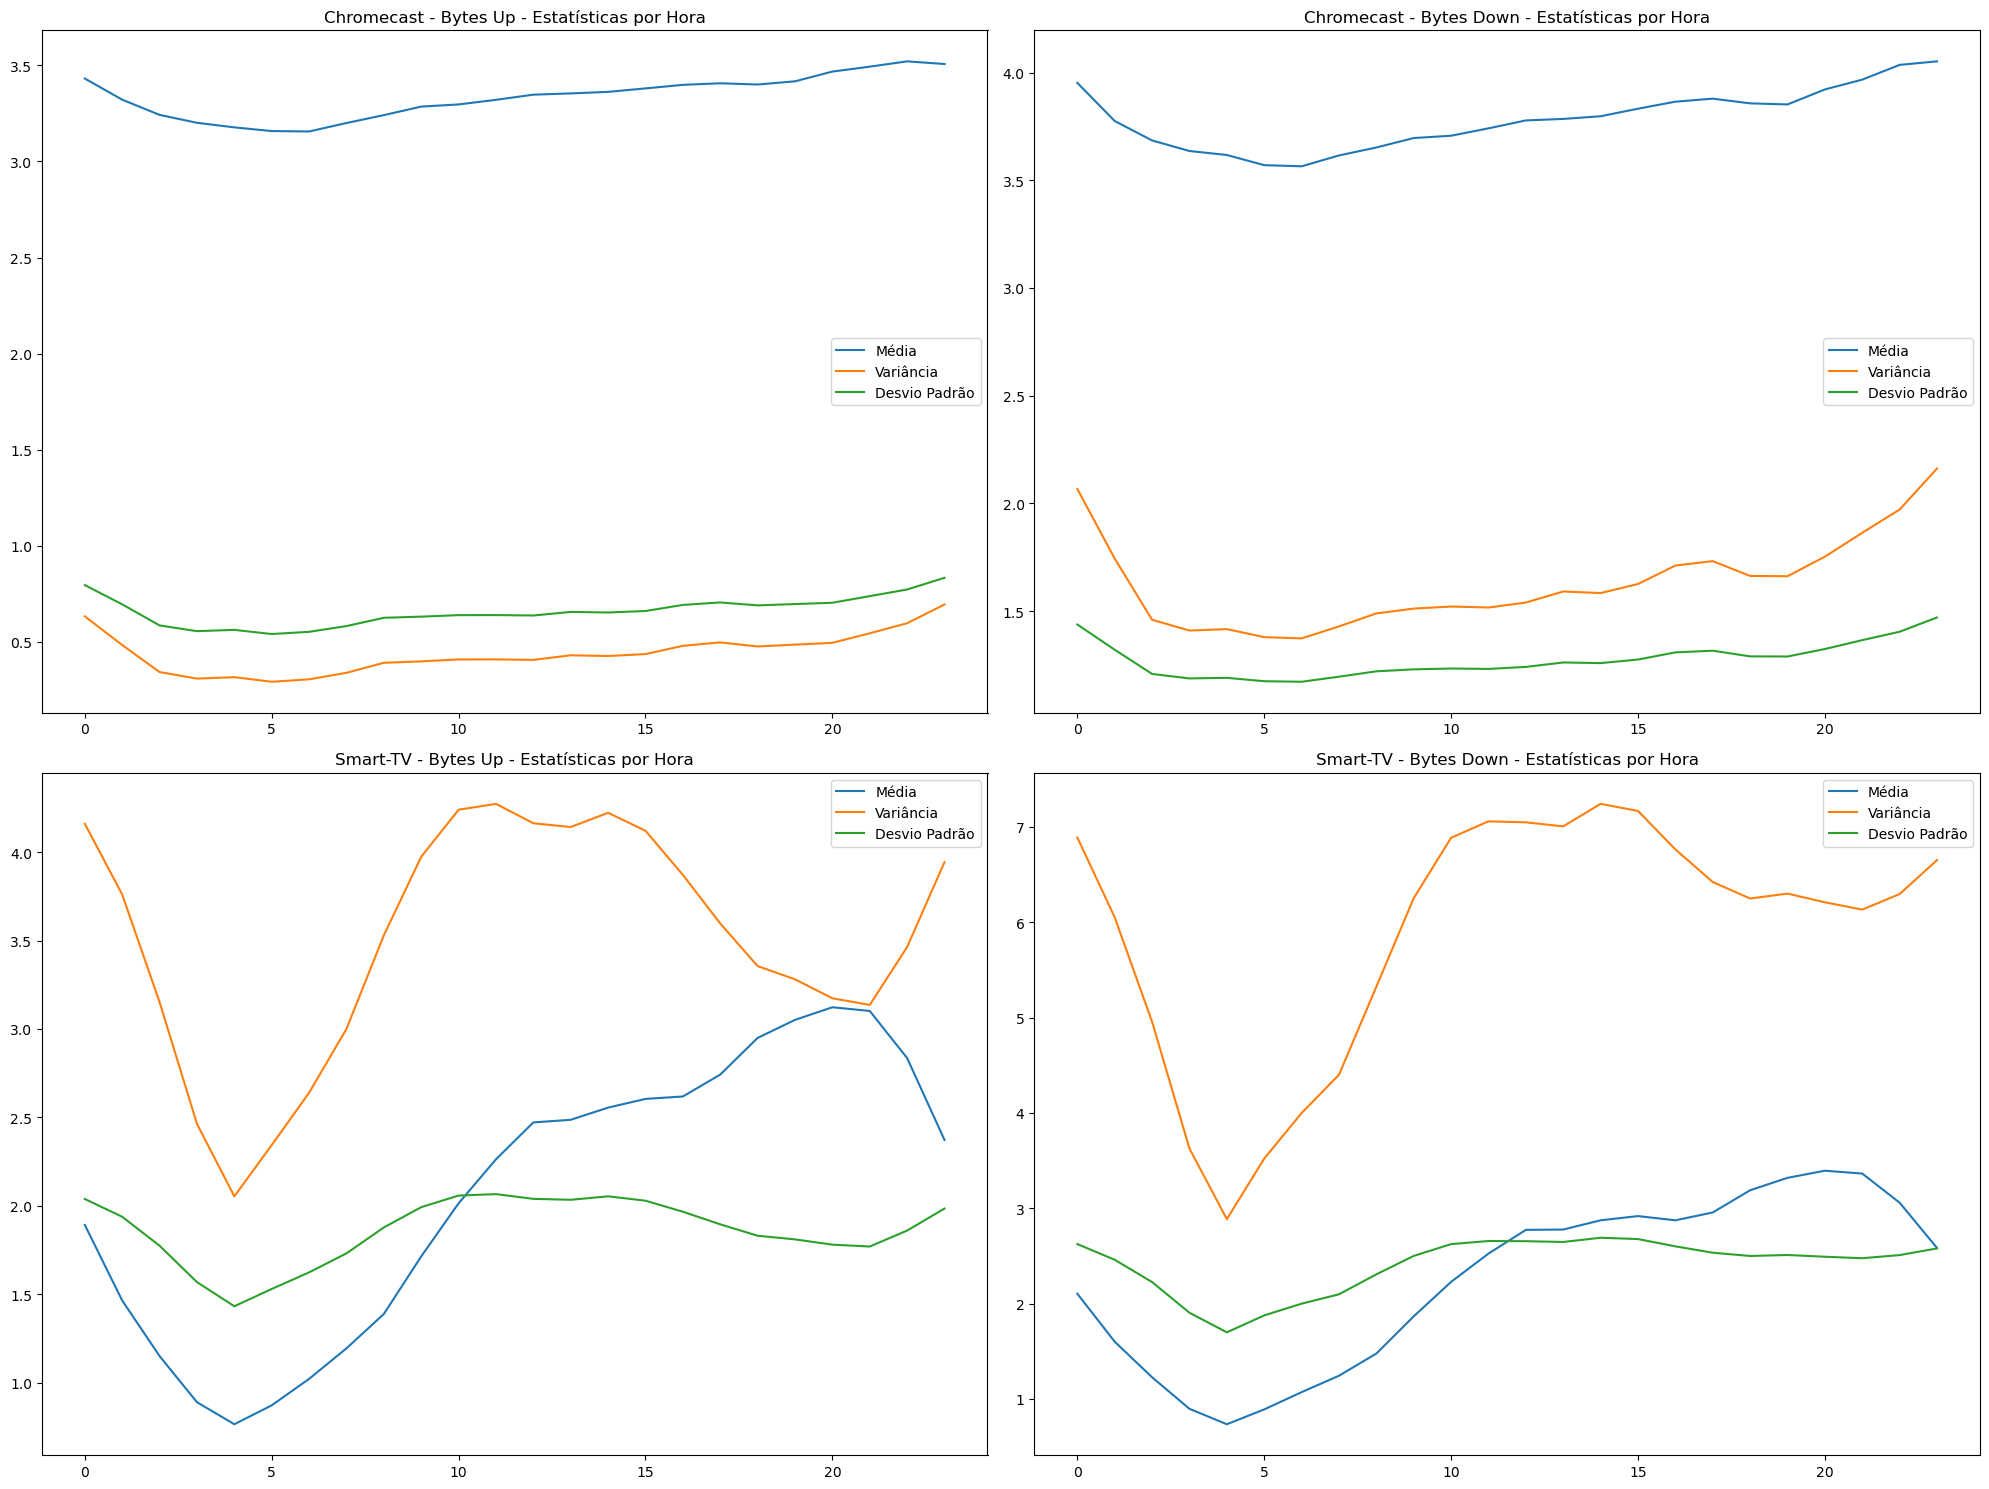 Chromecast - Bytes Up - Estatísticas por Hora
3.5
3.0
2.5
2.0
1.5
1.0
0.5
Média
Variância
Desvio Padrão
0 5 10 15 20
Chromecast - Bytes Down - Estatísticas por Hora
4.0
3.5
3.0
2.5
2.0
1.5
Média
Variância
Desvio Padrão
0 5 10 15 20
Smart-TV - Bytes Up - Estatísticas por Hora
4.0
3.5
3.0
2.5
2.0
1.5
1.0
Média
Variância
Desvio Padrão
0 5 10 15 20
Smart-TV - Bytes Down - Estatísticas por Hora
7
6
5
4
3
2
1
Média
Variância
Desvio Padrão
0 5 10 15 20